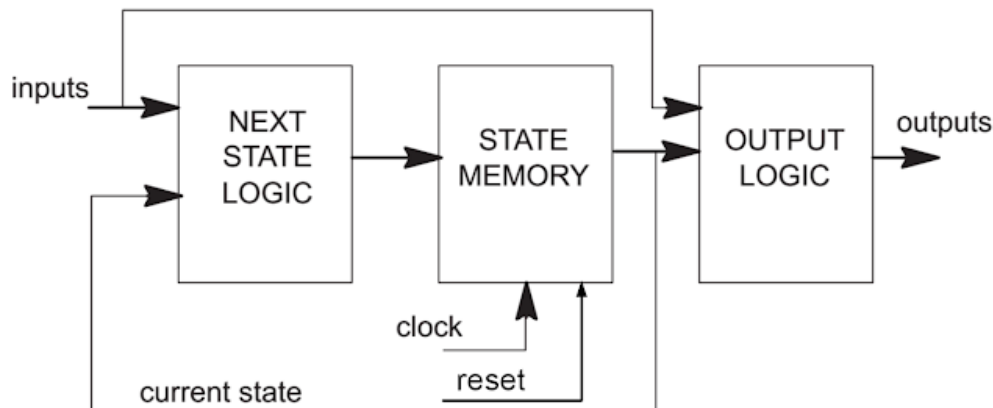 inputs
NEXT
STATE
LOGIC
STATE
MEMORY
OUTPUT
LOGIC
outputs
clock
reset
current state